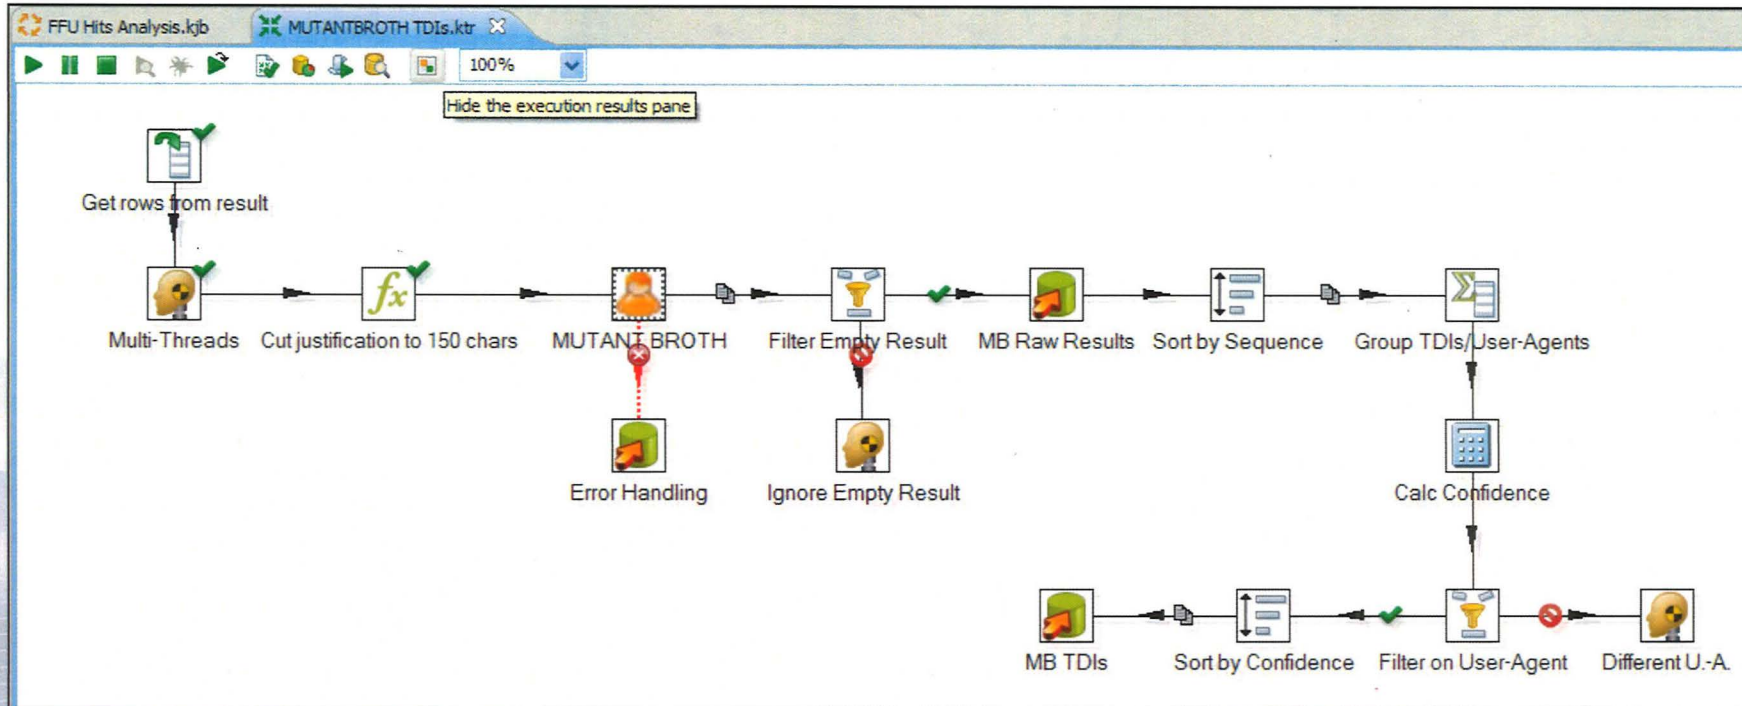 FFU Hits Analysis.kjb
MUTANTBROTH TDIs.ktr
100%
Hide the execution results pane
Get rows from result
Multi-Threads
Cut justification to 150 chars
MUTANT BROTH
Filter Empty Result
MB Raw Results
Sort by Sequence
Group TDIs/User-Agents
Error Handling
Ignore Empty Result
Calc Confidence
MB TDIs
Sort by Confidence
Filter on User-Agent
Different U.-A.